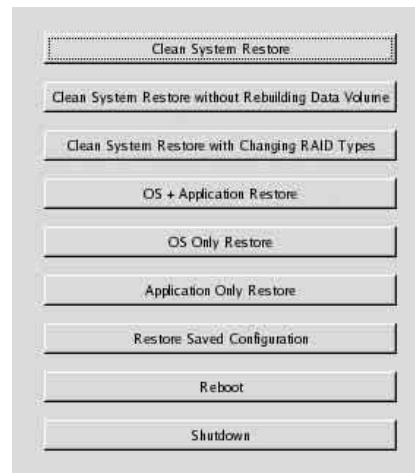 Clean System Restore
Clean System Restore without Rebuilding Data Volume
Clean System Restore with Changing RAID Types
OS + Application Restore
OS Only Restore
Application Only Restore
Restore Saved Configuration
Reboot
Shutdown